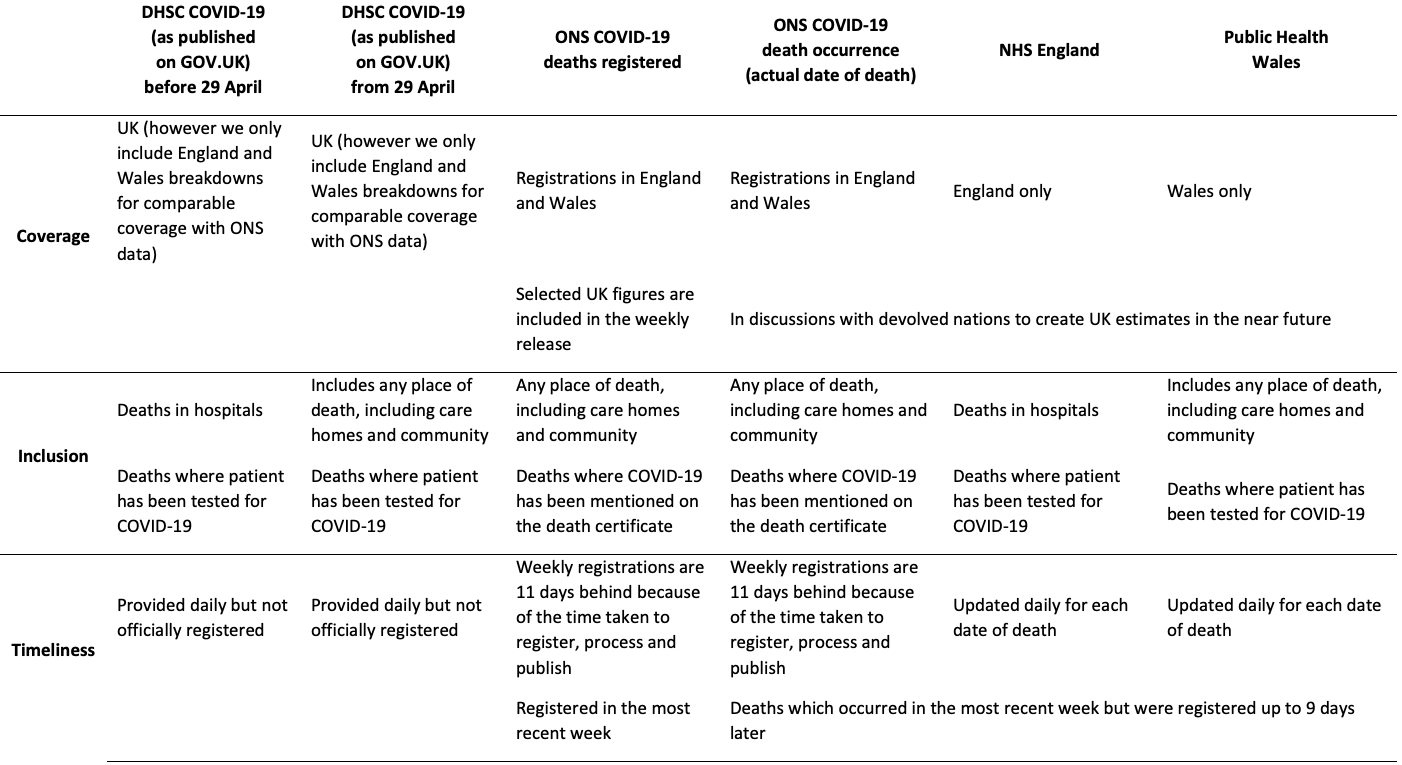 DHSC COVID-19
(as published
on GOV.UK)
before 29 April
DHSC COVID-19
(as published
on GOV.UK)
from 29 April
ONS COVID-19
deaths registered
ONS COVID-19
death occurrence
(actual date of death)
NHS England
Public Health
Wales
Coverage
UK (however we only
include England and
Wales breakdowns
for comparable
coverage with ONS
data)
UK (however we only
include England and
Wales breakdowns for
comparable coverage
with ONS data)
Registrations in England
and Wales
Registrations in England
and Wales
England only
Wales only
Selected UK figures are
included in the weekly
release
In discussions with devolved nations to create UK estimates in the near future
Inclusion
Deaths in hospitals
Includes any place of
death, including care
homes and community
Any place of death,
including care homes
and community
Any place of death,
including care homes and
community
Deaths in hospitals
Includes any place of death,
including care homes and
community
Deaths where patient
has been tested for
COVID-19
Deaths where patient
has been tested for
COVID-19
Deaths where COVID-19
has been mentioned on
the death certificate
Deaths where COVID-19
has been mentioned on
the death certificate
Deaths where patient
has been tested for
COVID-19
Deaths where patient has
been tested for COVID-19
Timeliness
Provided daily but not
officially registered
Provided daily but not
officially registered
Weekly registrations are
11 days behind because
of the time taken to
register, process and
publish
Weekly registrations are
11 days behind because
of the time taken to
register, process and
publish
Updated daily for each
date of death
Updated daily for each date
of death
Registered in the most
recent week
Deaths which occurred in the most recent week but were registered up to 9 days
later